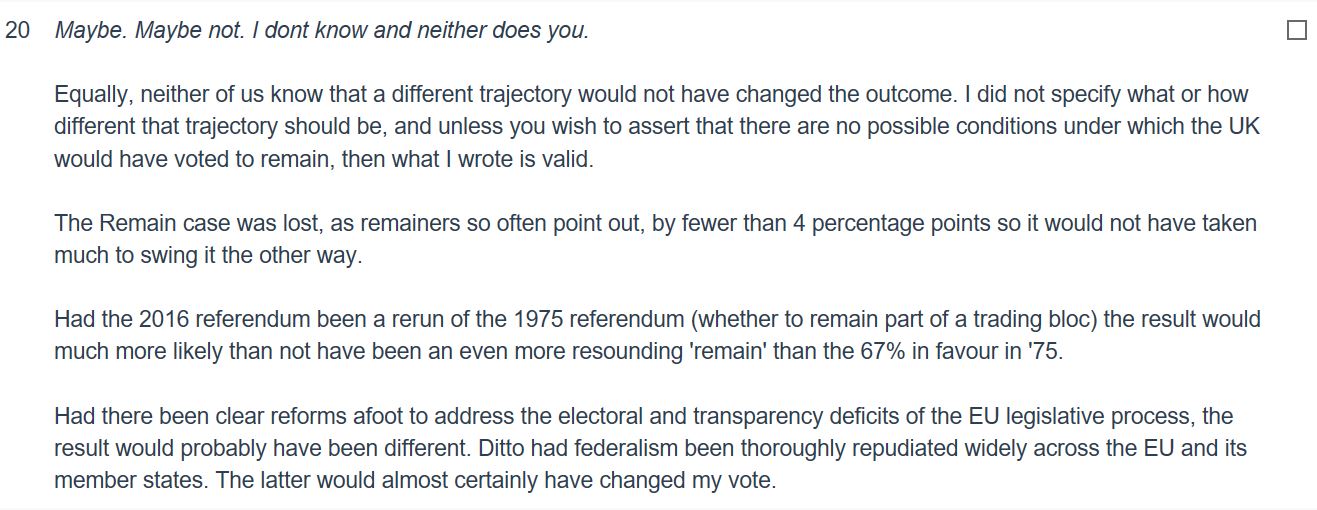 20 Maybe. Maybe not. I dont know and neither does you.
Equally, neither of us know that a different trajectory would not have changed the outcome. I did not specify what or how
different that trajectory should be, and unless you wish to assert that there are no possible conditions under which the UK
would have voted to remain, then what I wrote is valid.
The Remain case was lost, as remainers so often point out, by fewer than 4 percentage points so it would not have taken
much to swing it the other way.
Had the 2016 referendum been a rerun of the 1975 referendum (whether to remain part of a trading bloc) the result would
much more likely than not have been an even more resounding 'remain' than the 67% in favour in '75.
Had there been clear reforms afoot to address the electoral and transparency deficits of the EU legislative process, the
result would probably have been different. Ditto had federalism been thoroughly repudiated widely across the EU and its
member states. The latter would almost certainly have changed my vote.